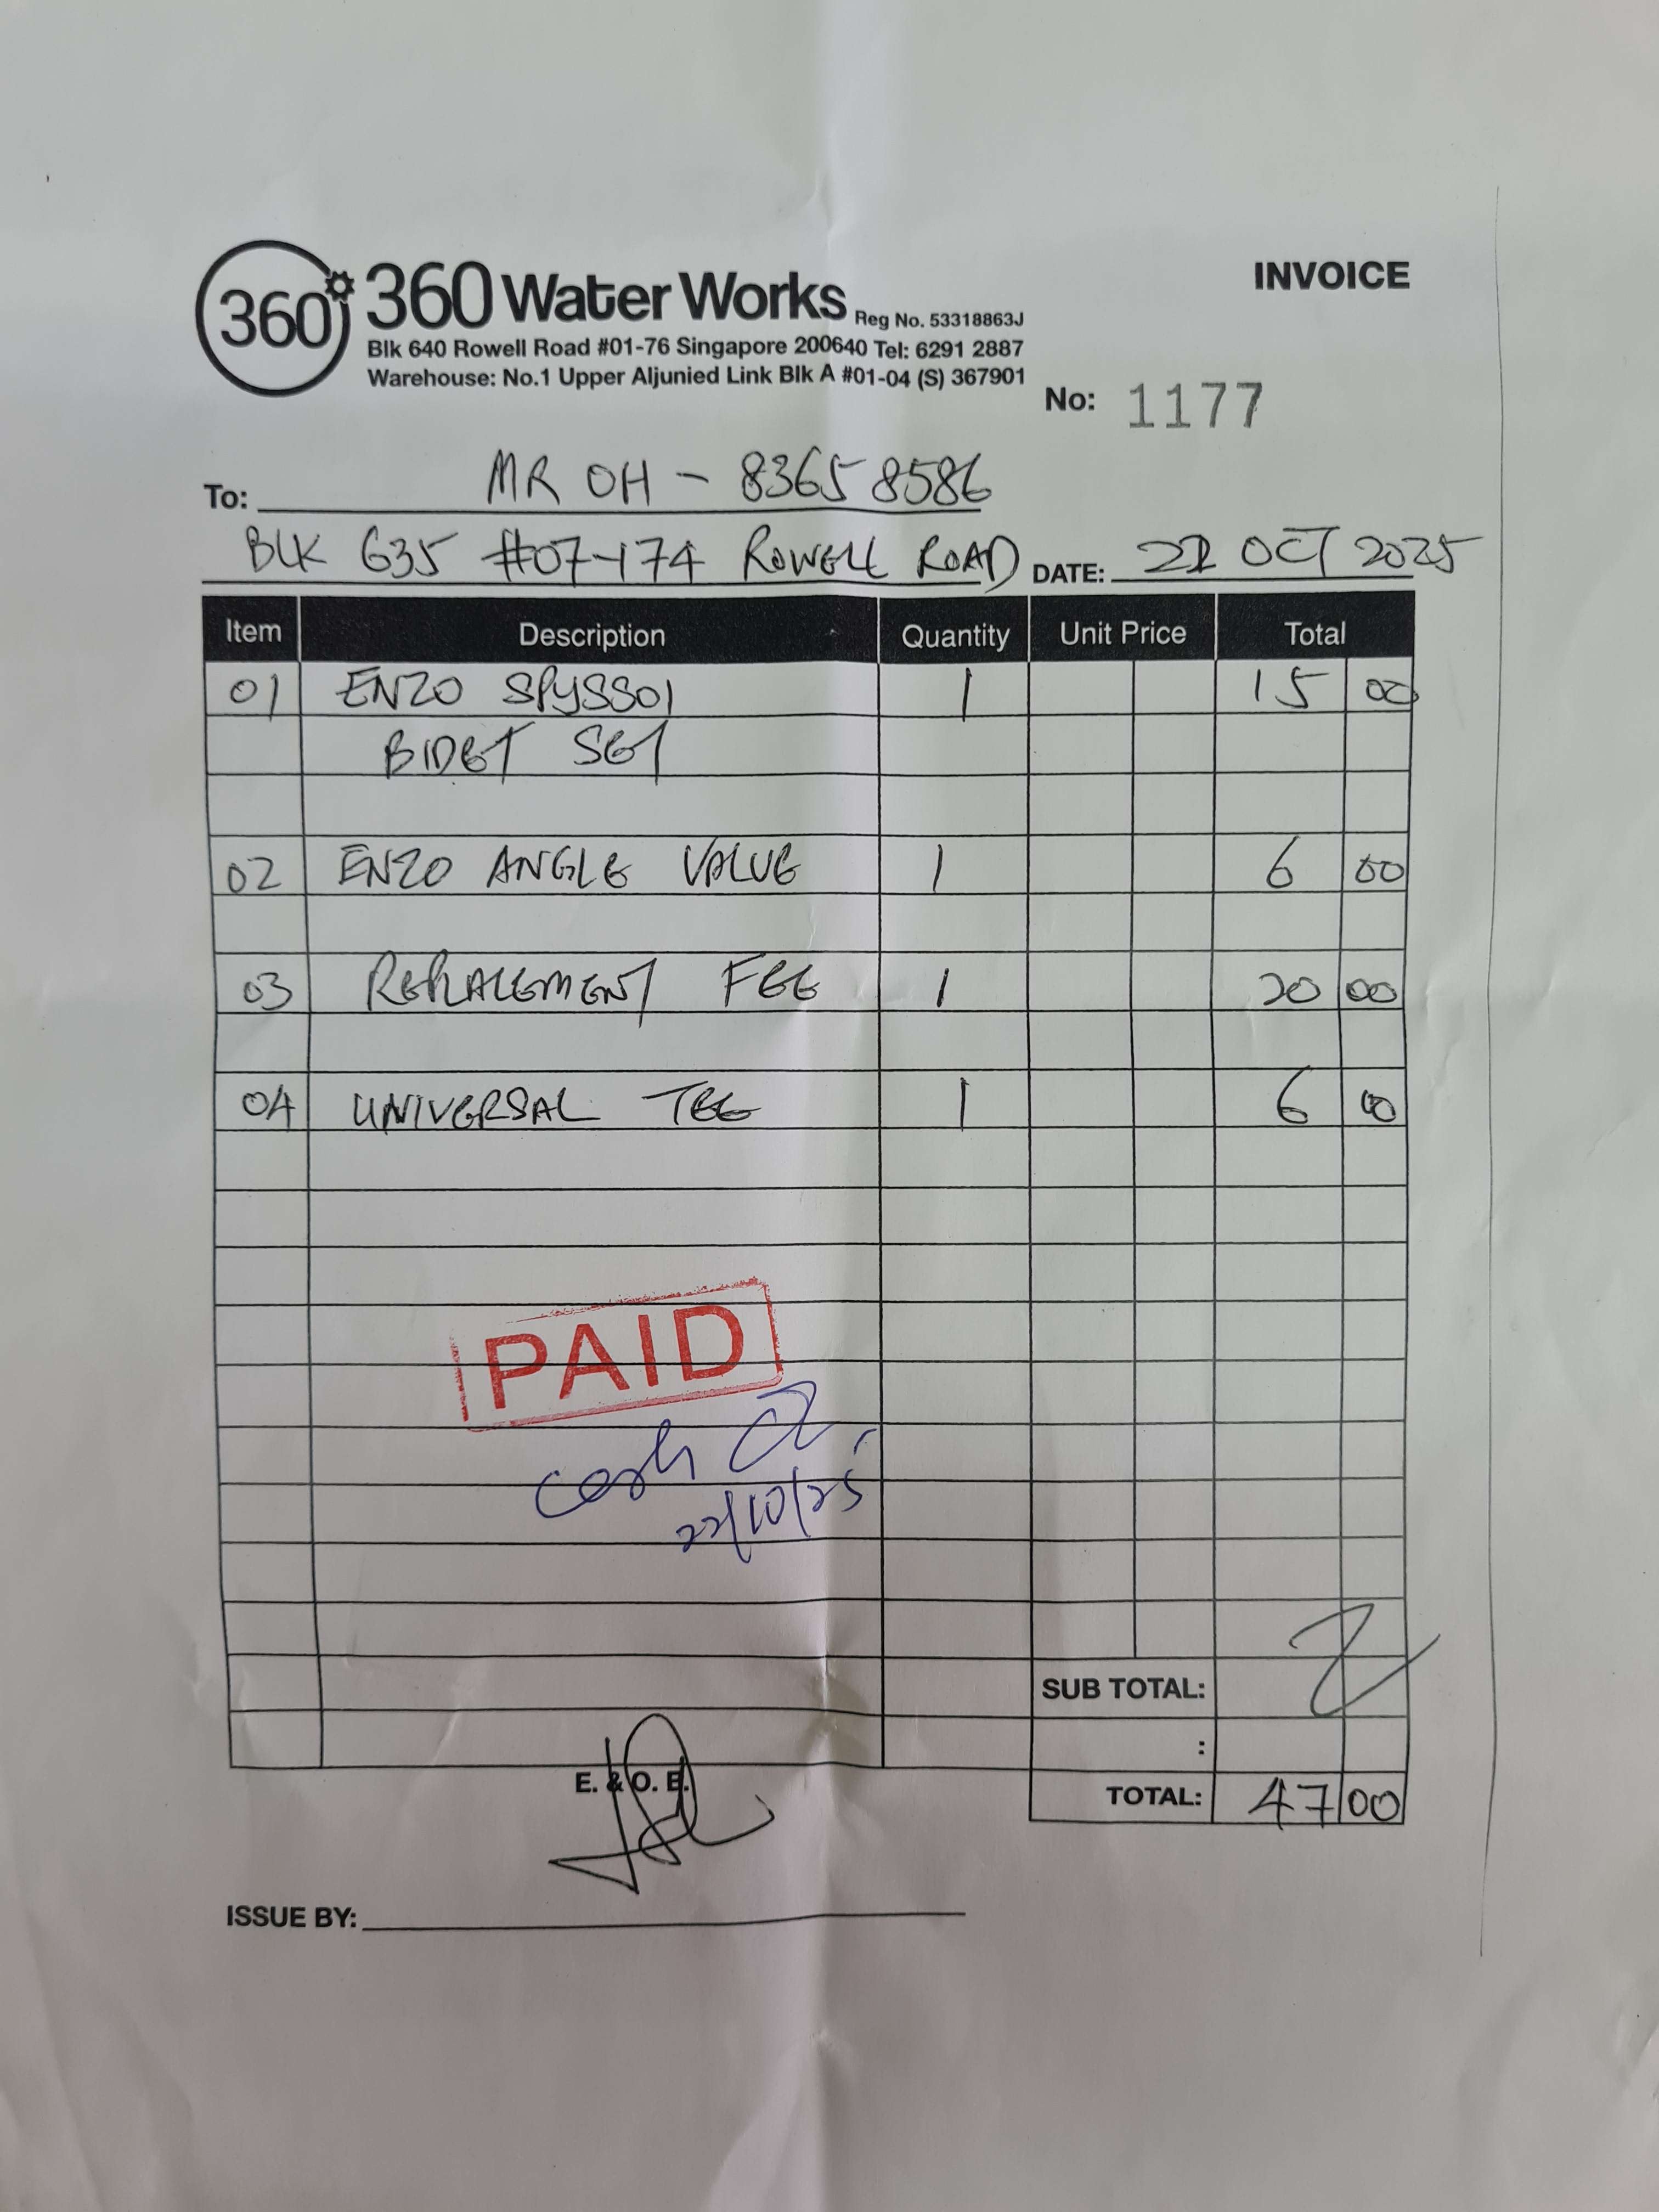 INVOICE
360
360 Water Works Reg No. 53318863J
Blk 640 Rowell Road #01-76 Singapore 200640 Tel: 6291 2887
Warehouse: No.1 Upper Aljunied Link Blk A #01-04 (S) 367901
No: 1177
To: MR OH - 8365 8586
BLK 635 #07-174 ROWELL ROAD DATE: 22 OCT 2025
Item Description Quantity Unit Price Total
01 ENZO SPYSS01 1 15 00
BIDET SET
02 ENZO ANGLE VALUE 1 6 00
03 REPLACEMENT FEE 1 20 00
04 UNIVERSAL TEE 1 6 00
PAID
cash
22/10/25
SUB TOTAL:
:
E. & O. E.
TOTAL: 47 00
ISSUE BY: